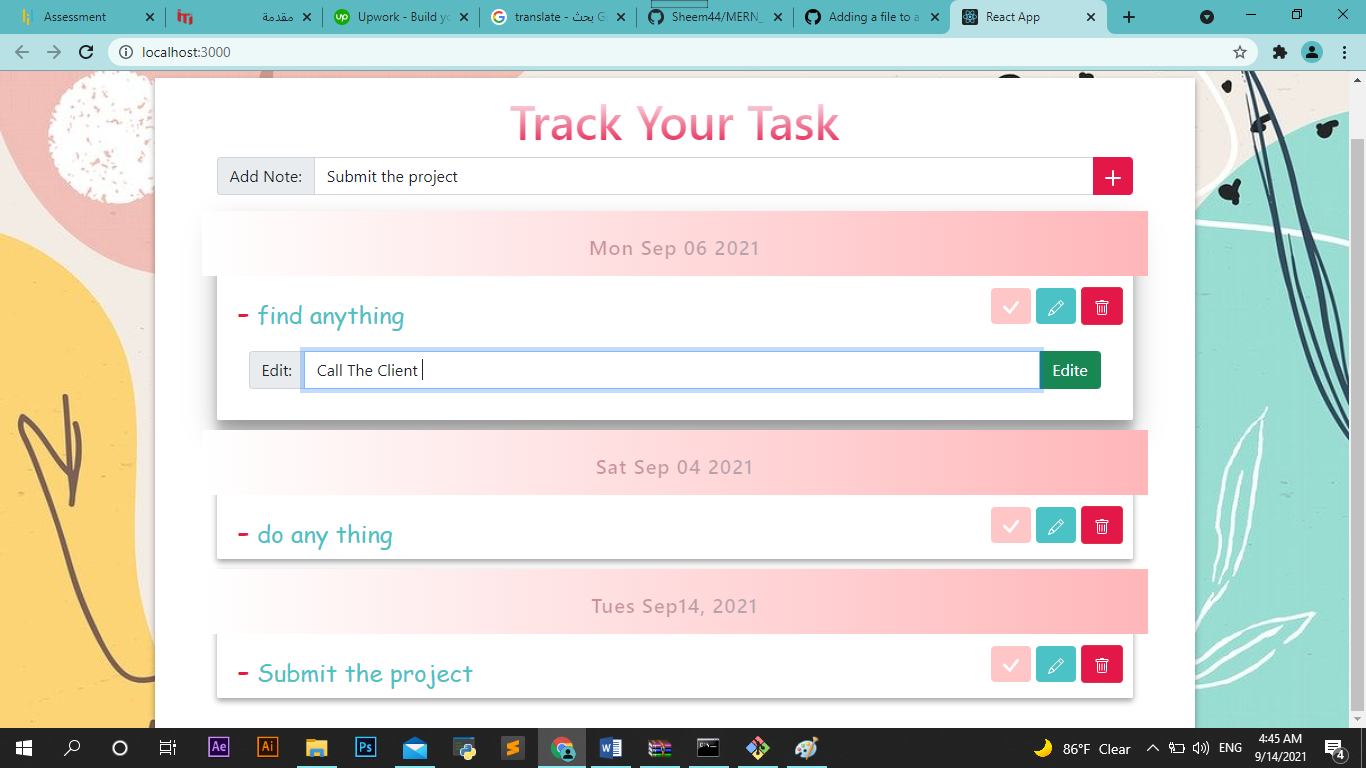 Assessment
مقدمة
up Upwork - Build yo
translate - بحث G
Sheem44/MERN_
Adding a file to a
React App
localhost:3000
Track Your Task
Add Note: Submit the project +
Mon Sep 06 2021
- find anything
Edit: Call The Client Edite
Sat Sep 04 2021
- do any thing
Tues Sep14, 2021
- Submit the project
Ae Ai Ps
86°F Clear
ENG
4:45 AM
9/14/2021
4